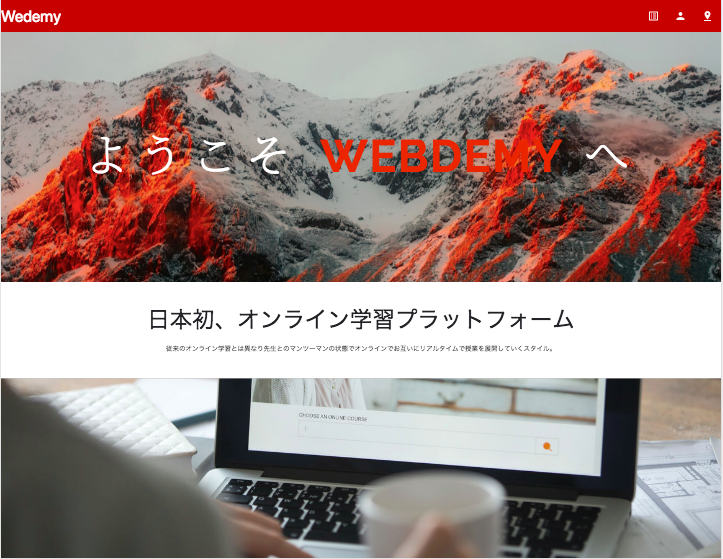 Wedemy
ようこそ WEBDEMY へ
日本初、オンライン学習プラットフォーム
従来のオンライン学習とは異なり先生とのマンツーマンの状態でオンラインでお互いにリアルタイムで授業を展開していくスタイル。
CHOOSE AN ONLINE COURSE